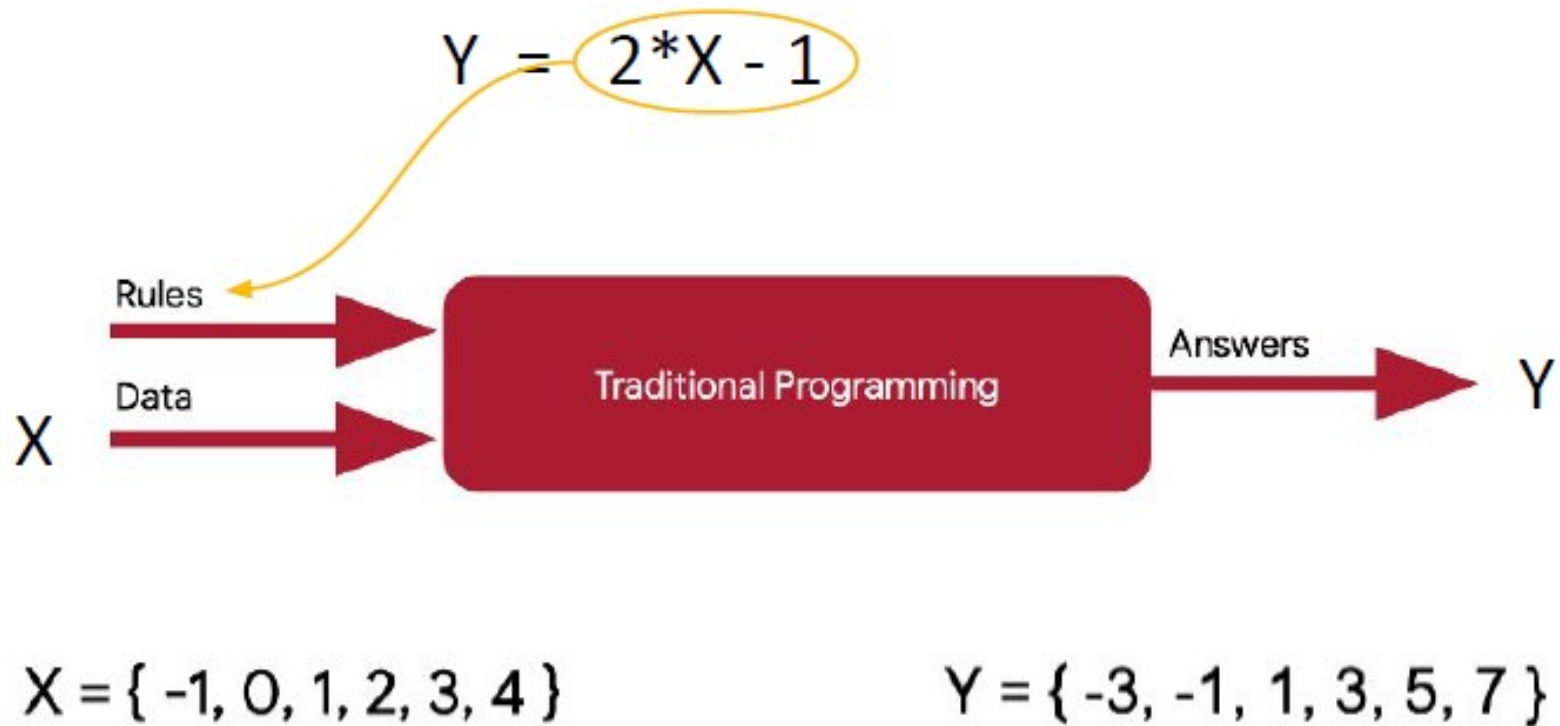 Y = 2*X - 1
Rules
Data
X
Traditional Programming
Answers
Y
X = { -1, 0, 1, 2, 3, 4 }
Y = { -3, -1, 1, 3, 5, 7 }